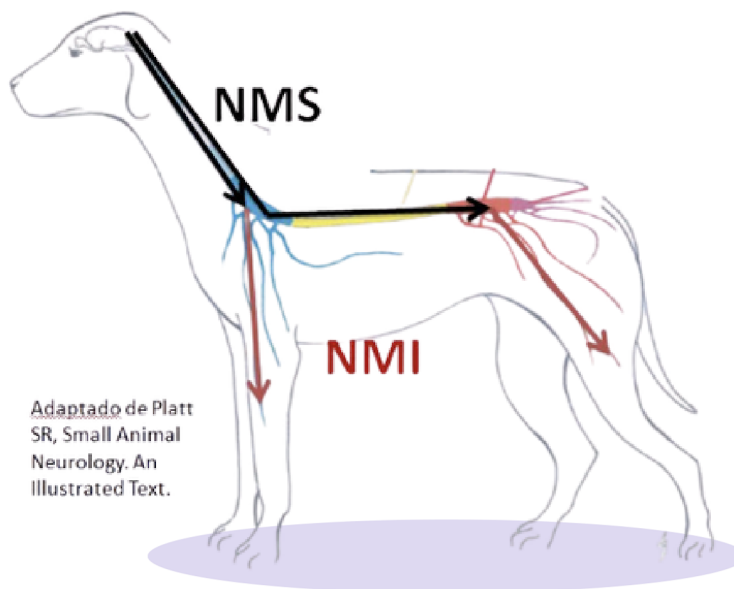 NMS
NMI
Adaptado de Platt
SR, Small Animal
Neurology. An
Illustrated Text.